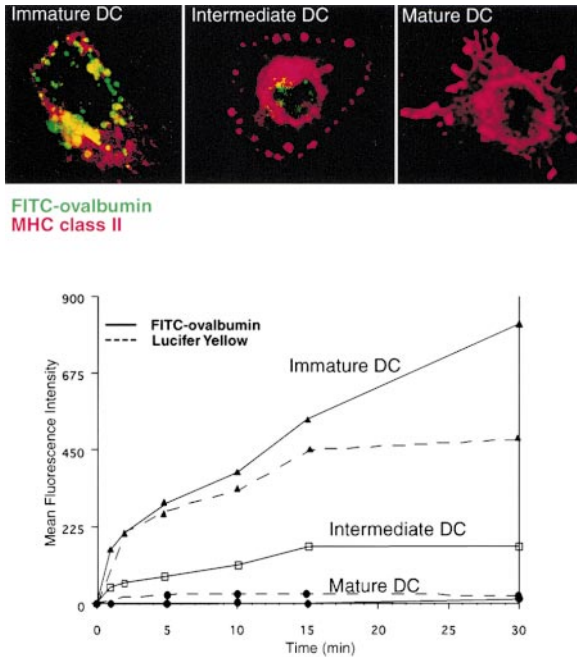 Immature DC
Intermediate DC
Mature DC
FITC-ovalbumin
MHC class II
900
FITC-ovalbumin
Lucifer Yellow
Immature DC
675
Mean Fluorescence Intensity
450
225
Intermediate DC
Mature DC
0
0 5 10 15 20 25 30
Time (min)